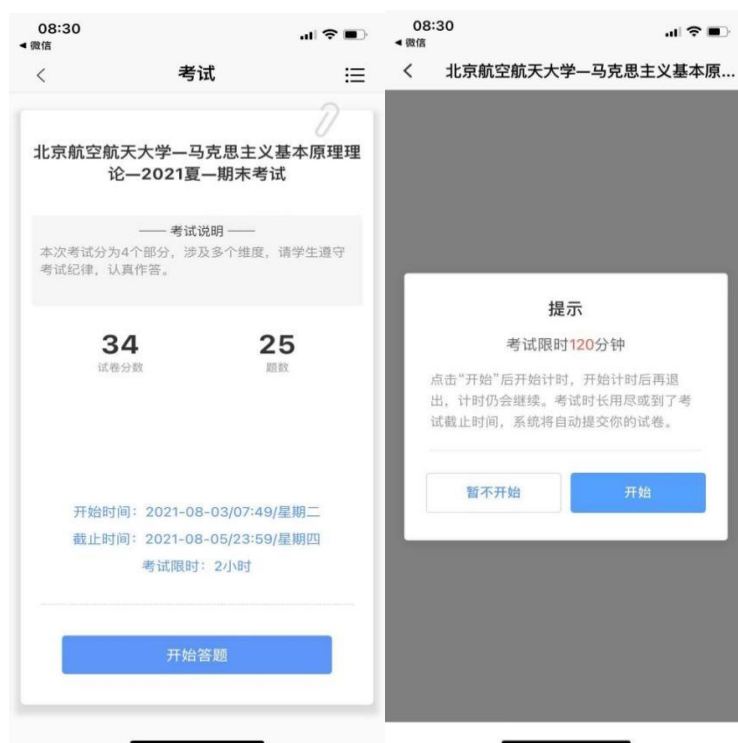 08:30
◀ 微信
考试
北京航空航天大学—马克思主义基本原理理
论—2021夏—期末考试
—— 考试说明 ——
本次考试分为4个部分，涉及多个维度，请学生遵守
考试纪律，认真作答。
34
试卷分数
25
题数
开始时间：2021-08-03/07:49/星期二
截止时间：2021-08-05/23:59/星期四
考试限时：2小时
开始答题
08:30
◀ 微信
北京航空航天大学—马克思主义基本原...
提示
考试限时120分钟
点击“开始”后开始计时，开始计时后再退
出，计时仍会继续。考试时长用尽或到了考
试截止时间，系统将自动提交你的试卷。
暂不开始
开始